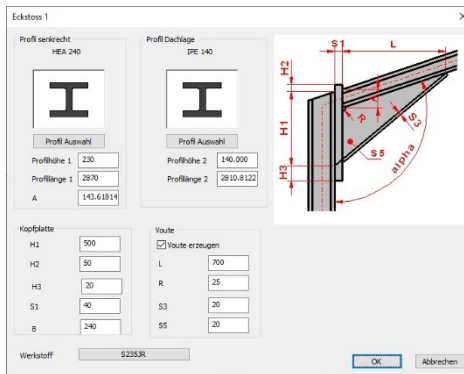 Eckstoss 1
Profil senkrecht
HEA 240
Profil Auswahl
Profilhöhe 1 230
Profillänge 1 2870
A 143.61814
Profil Dachlage
IPE 140
Profil Auswahl
Profilhöhe 2 140.000
Profillänge 2 2810.8122
Kopfplatte
H1 500
H2 50
H3 20
S1 40
B 240
Voute
Voute erzeugen
L 700
R 25
S3 20
S5 20
Werkstoff S235JR
OK Abbrechen
S1 L
H2
A
H1 R S3
S5
H3 alpha